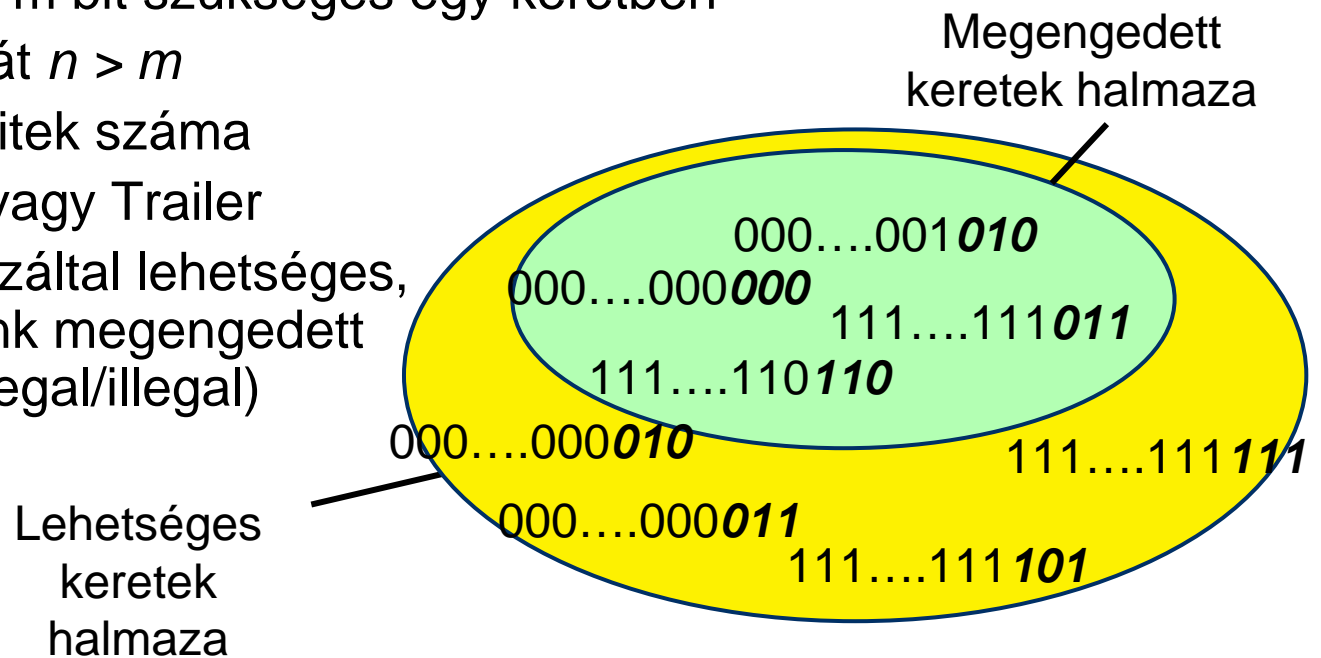 m bit szükséges egy keretben
át n > m
itek száma
vagy Trailer
záltal lehetséges,
nk megengedett
egal/illegal)
Megengedett
keretek halmaza
000....001010
000....000000
111....111011
111....110110
000....000010
111....111111
000....000011
111....111101
Lehetséges
keretek
halmaza